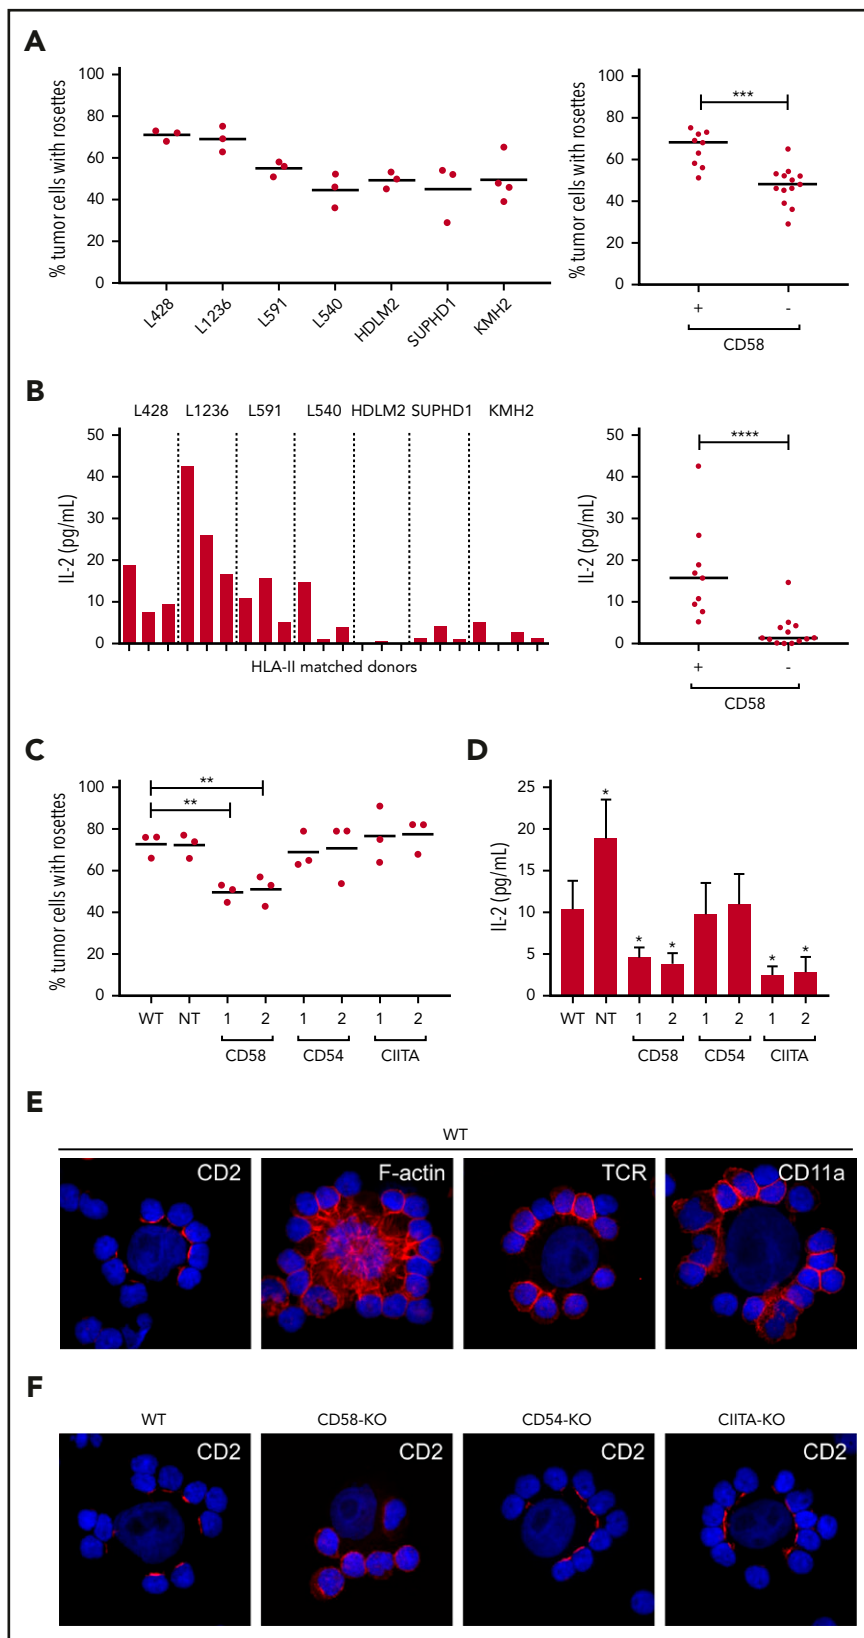 A
% tumor cells with rosettes
100
80
60
40
20
0
L428
L1236
L591
L540
HDLM2
SUPHD1
KMH2
% tumor cells with rosettes
100
80
60
40
20
0
***
+
-
CD58
B
L428 L1236 L591 L540 HDLM2 SUPHD1 KMH2
IL-2 (pg/mL)
50
40
30
20
10
0
HLA-II matched donors
IL-2 (pg/mL)
50
40
30
20
10
0
****
+
-
CD58
C
% tumor cells with rosettes
100
80
60
40
20
0
**
**
WT NT 1 2 1 2 1 2
CD58 CD54 CIITA
D
IL-2 (pg/mL)
25
20
15
10
5
0
*
* *
* *
WT NT 1 2 1 2 1 2
CD58 CD54 CIITA
E
WT
CD2 F-actin TCR CD11a
F
WT CD58-KO CD54-KO CIITA-KO
CD2 CD2 CD2 CD2